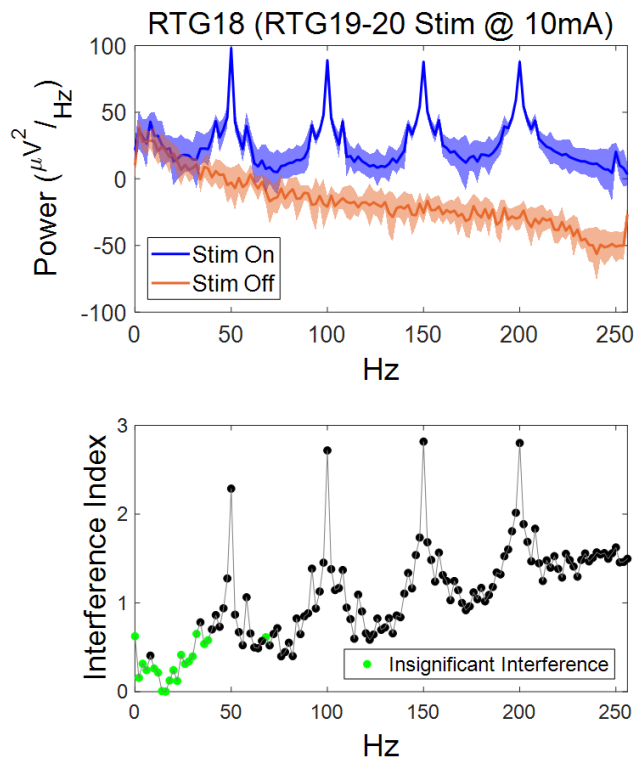 RTG18 (RTG19-20 Stim @ 10mA)
Power (μV²/Hz)
100
50
0
-50
-100
Stim On
Stim Off
0 50 100 150 200 250
Hz
Interference Index
3
2
1
0
Insignificant Interference
0 50 100 150 200 250
Hz